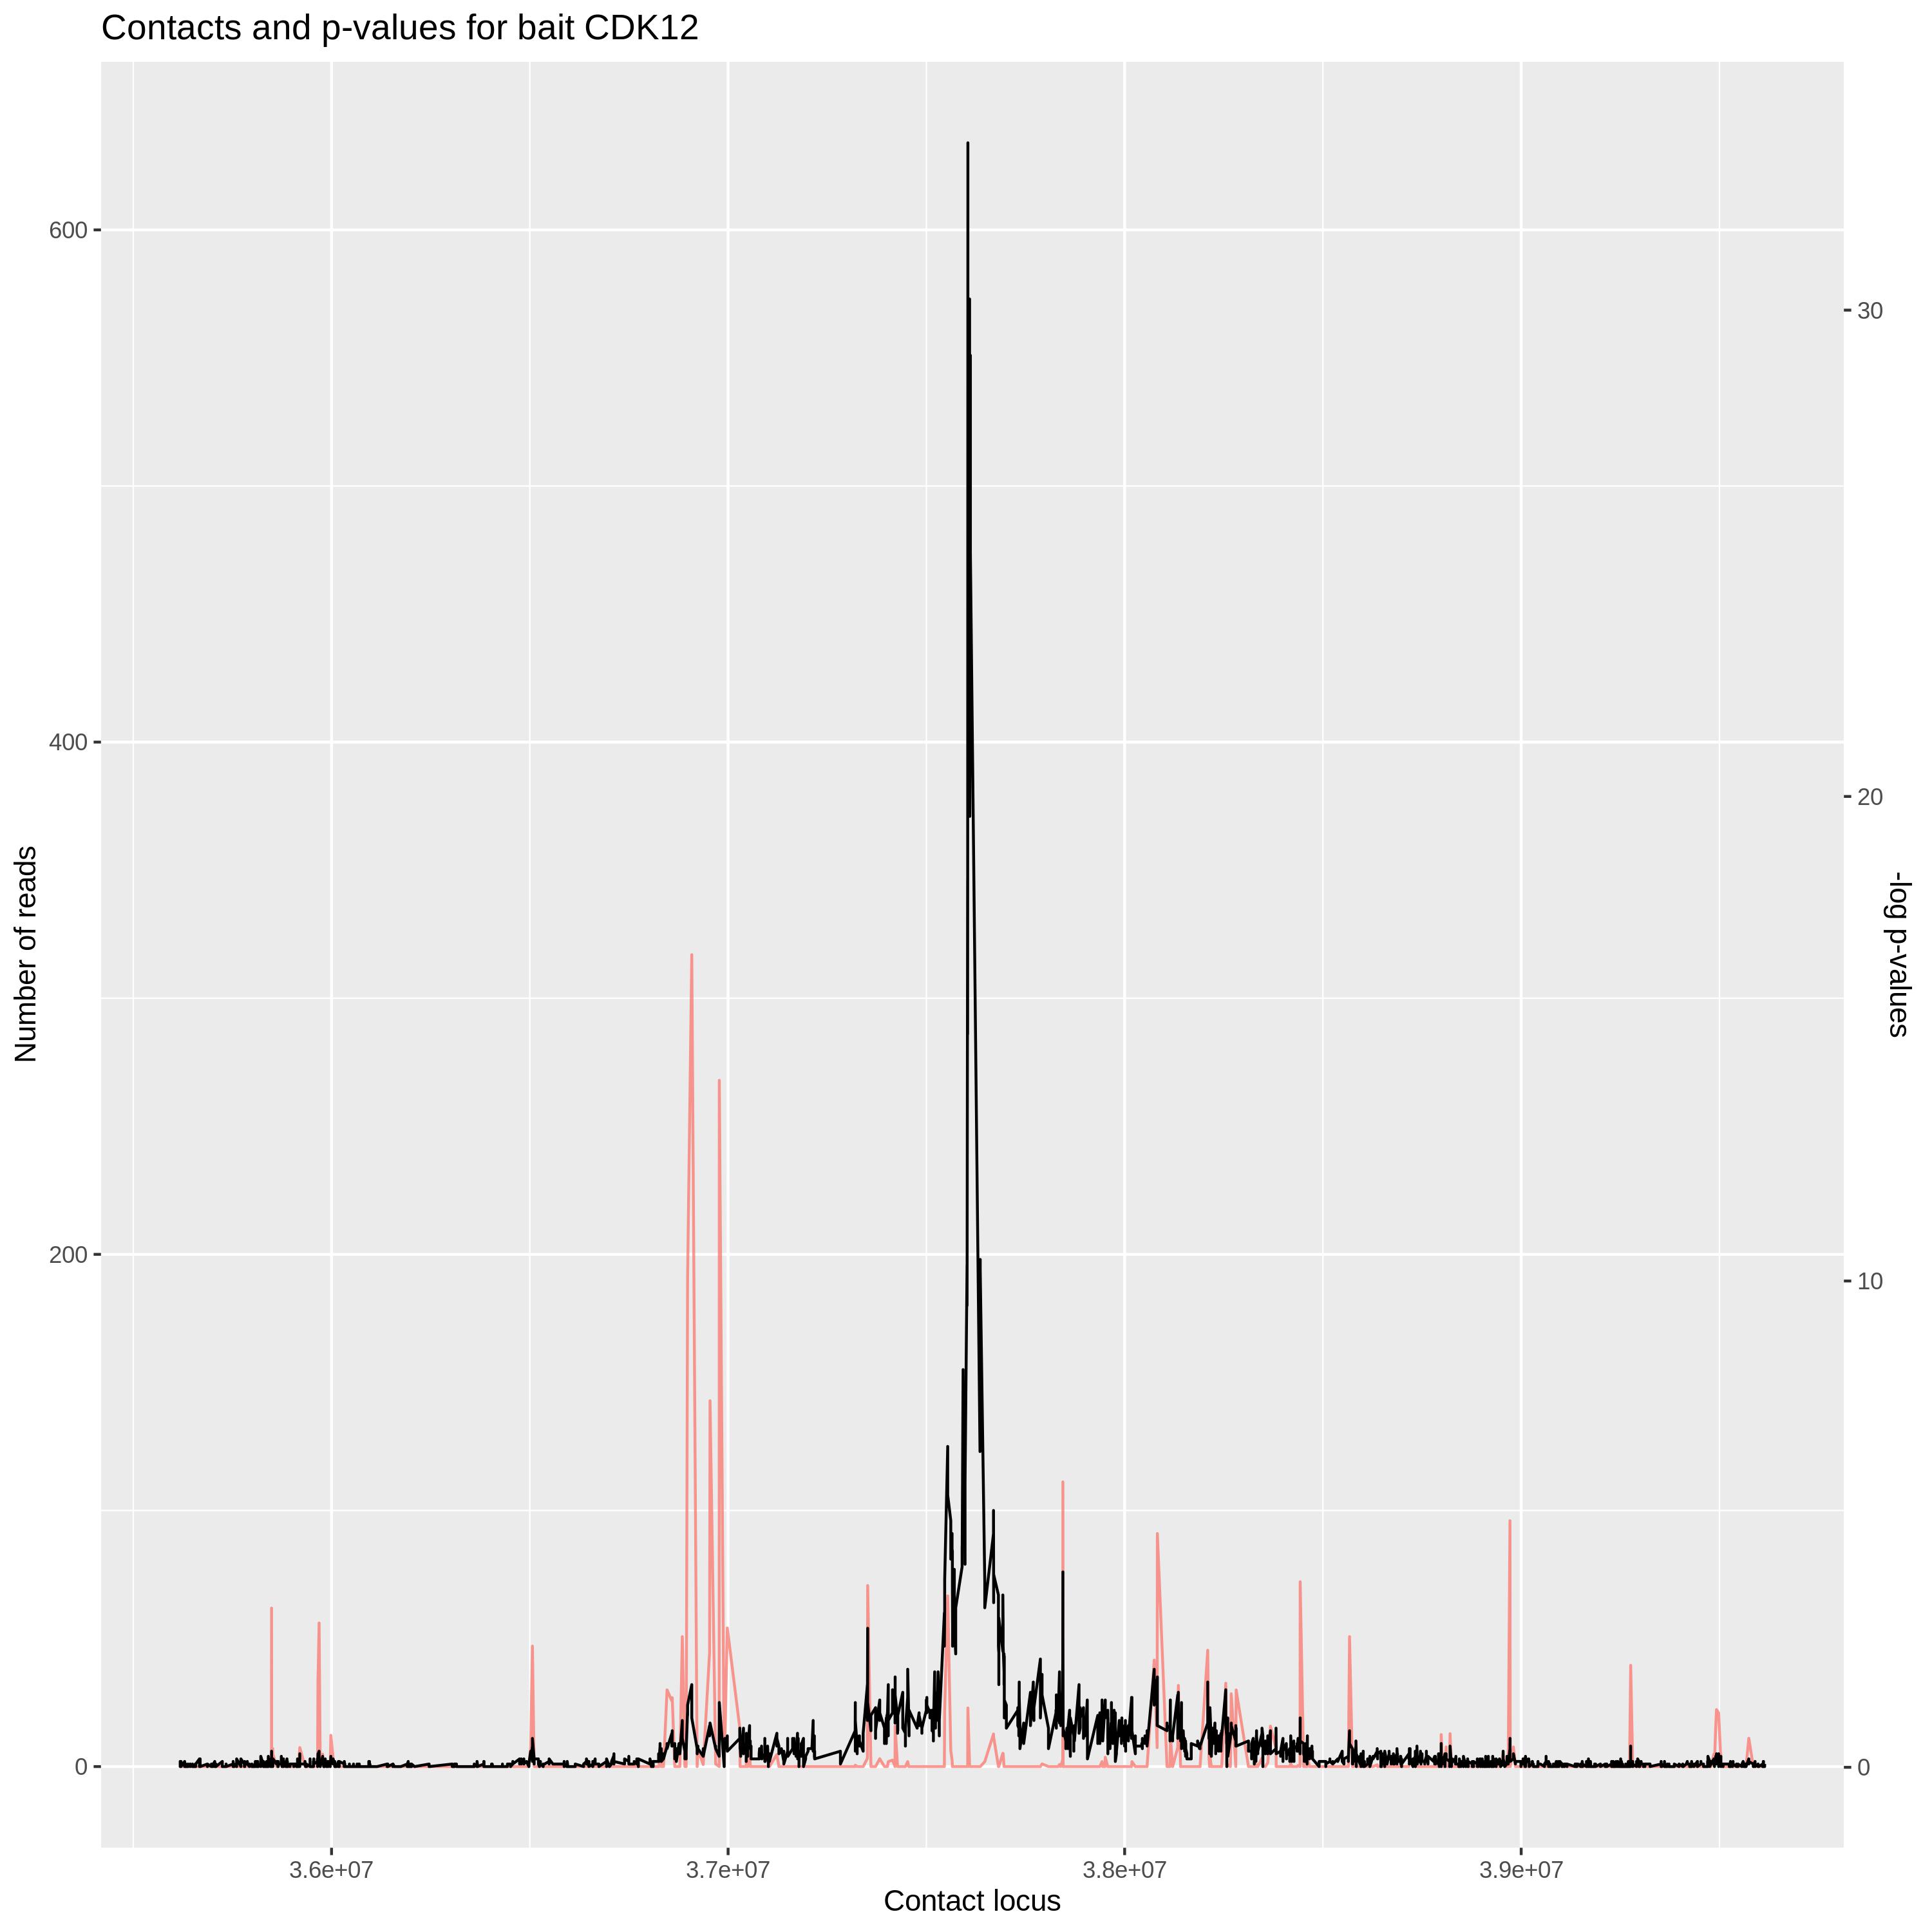 Contacts and p-values for bait CDK12
600
400
200
0
30
20
10
0
Number of reads
-log p-values
3.6e+07
3.7e+07
3.8e+07
3.9e+07
Contact locus